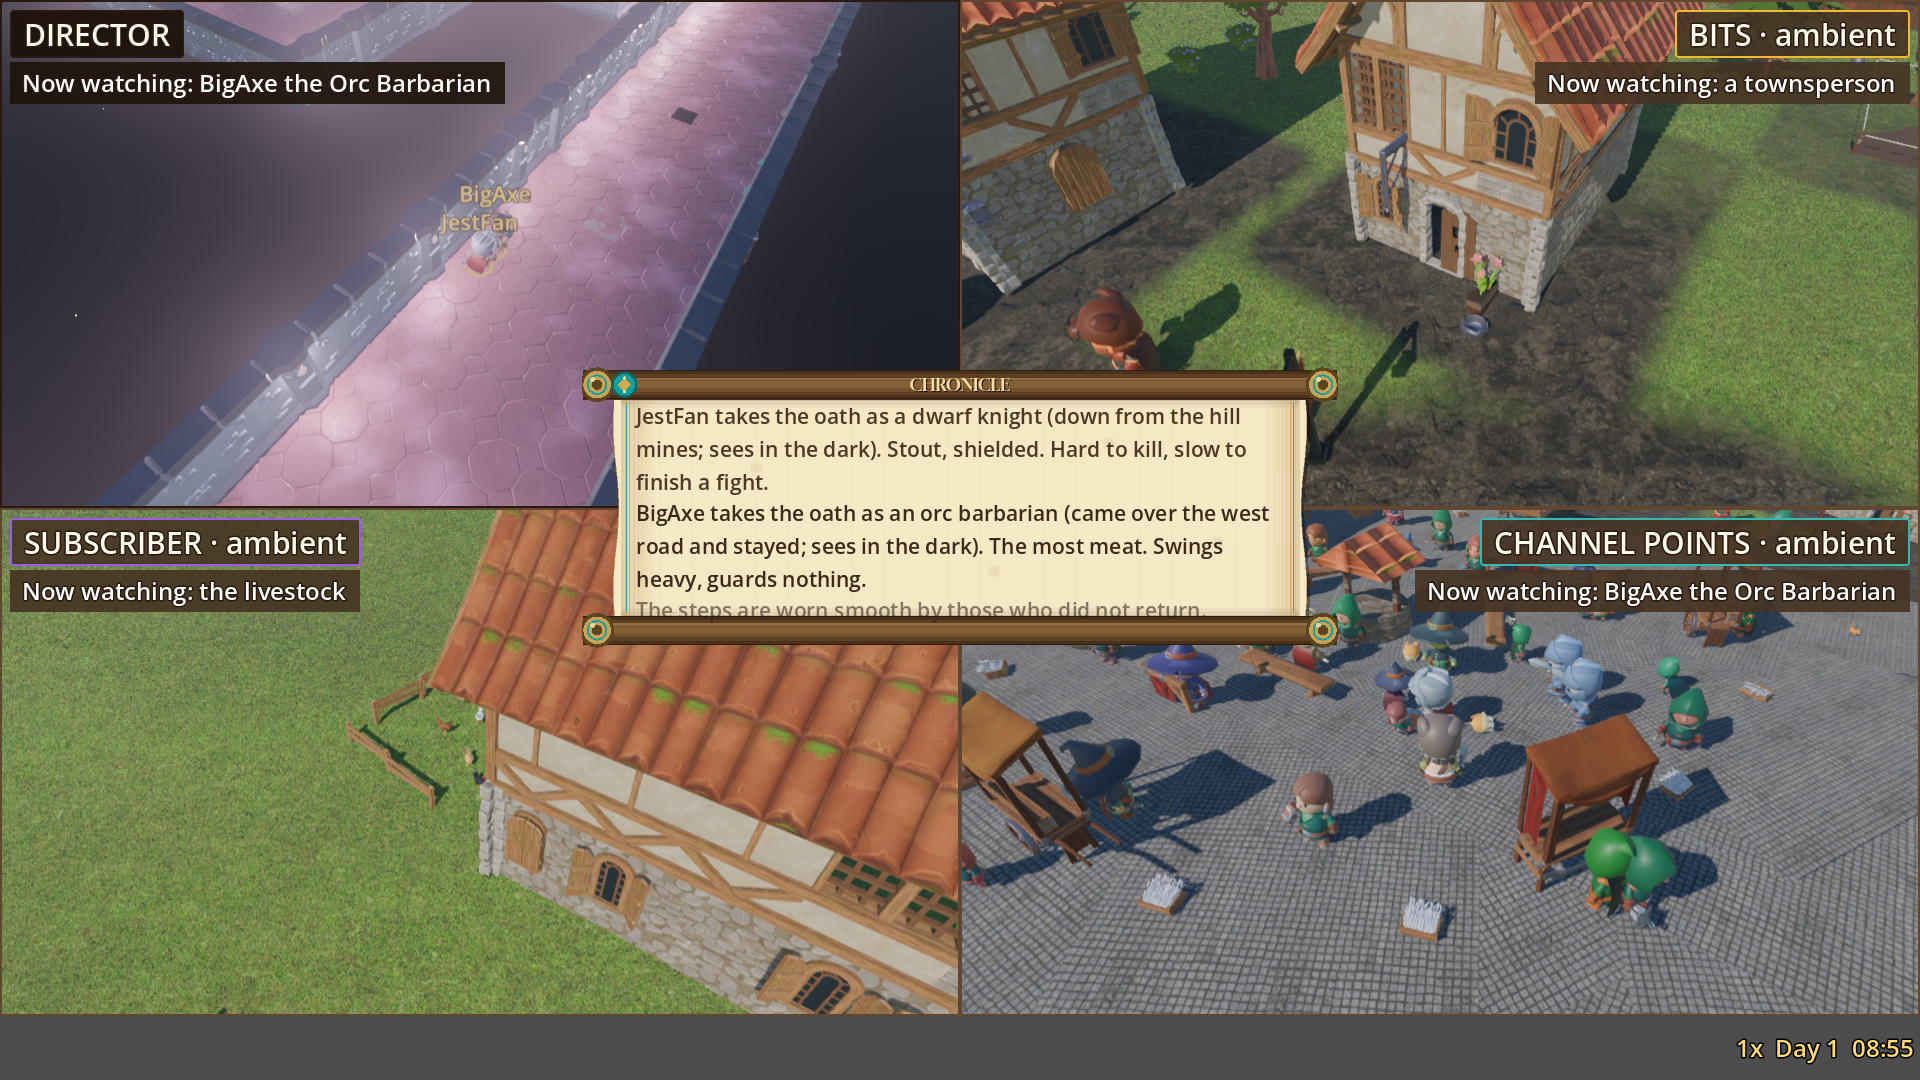 DIRECTOR
Now watching: BigAxe the Orc Barbarian
BITS · ambient
Now watching: a townsperson
BigAxe
JestFan
CHRONICLE
JestFan takes the oath as a dwarf knight (down from the hill
mines; sees in the dark). Stout, shielded. Hard to kill, slow to
finish a fight.
BigAxe takes the oath as an orc barbarian (came over the west
road and stayed; sees in the dark). The most meat. Swings
heavy, guards nothing.
The steps are worn smooth by those who did not return.
SUBSCRIBER · ambient
Now watching: the livestock
CHANNEL POINTS · ambient
Now watching: BigAxe the Orc Barbarian
1x Day 1 08:55